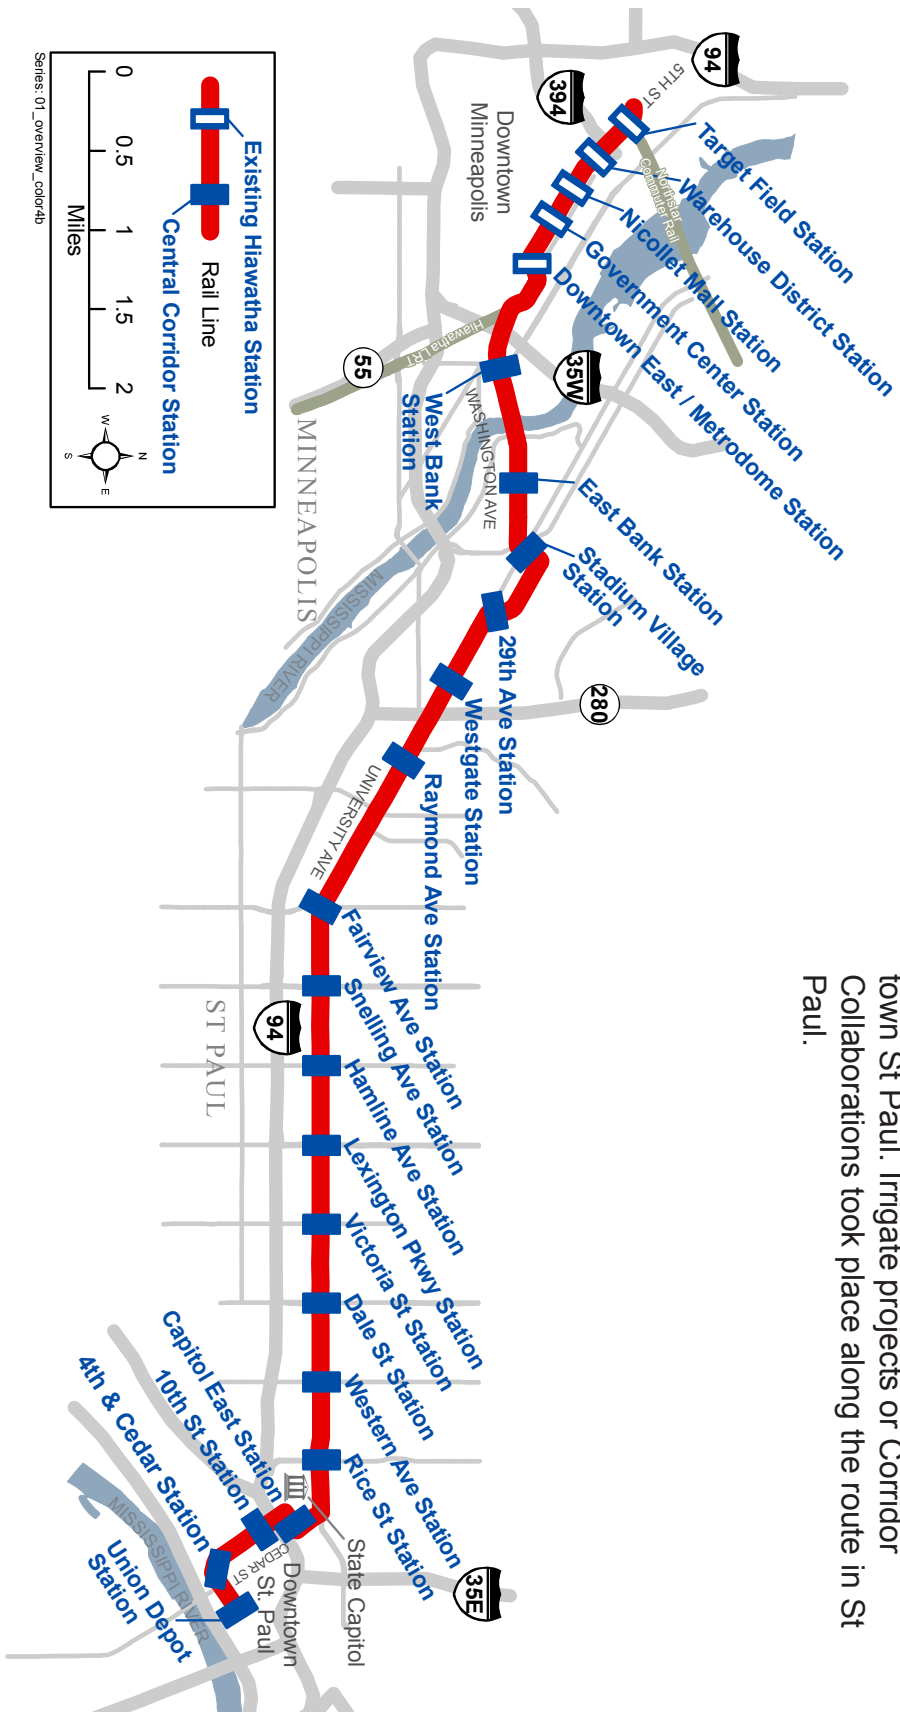 town St Paul. Irrigate projects or Corridor
Collaborations took place along the route in St
Paul.
94
5TH ST
394
Downtown
Minneapolis
Northstar
Commuter Rail
Target Field Station
Warehouse District Station
Nicollet Mall Station
Government Center Station
Downtown East / Metrodome Station
35W
Hiawatha LRT
55
West Bank
Station
WASHINGTON AVE
East Bank Station
Stadium Village
Station
MINNEAPOLIS
MISSISSIPPI RIVER
29th Ave Station
280
Westgate Station
Raymond Ave Station
UNIVERSITY AVE
Fairview Ave Station
Snelling Ave Station
94
ST PAUL
Hamline Ave Station
Lexington Pkwy Station
Victoria St Station
Dale St Station
Western Ave Station
Rice St Station
Capitol East Station
10th St Station
4th & Cedar Station
Union Depot
Station
State Capitol
35E
CEDAR ST
Downtown
St. Paul
MISSISSIPPI RIVER
Existing Hiawatha Station
Rail Line
Central Corridor Station
0
0.5
1
1.5
2
Miles
N
W
E
S
Series: 01_overview_color4b